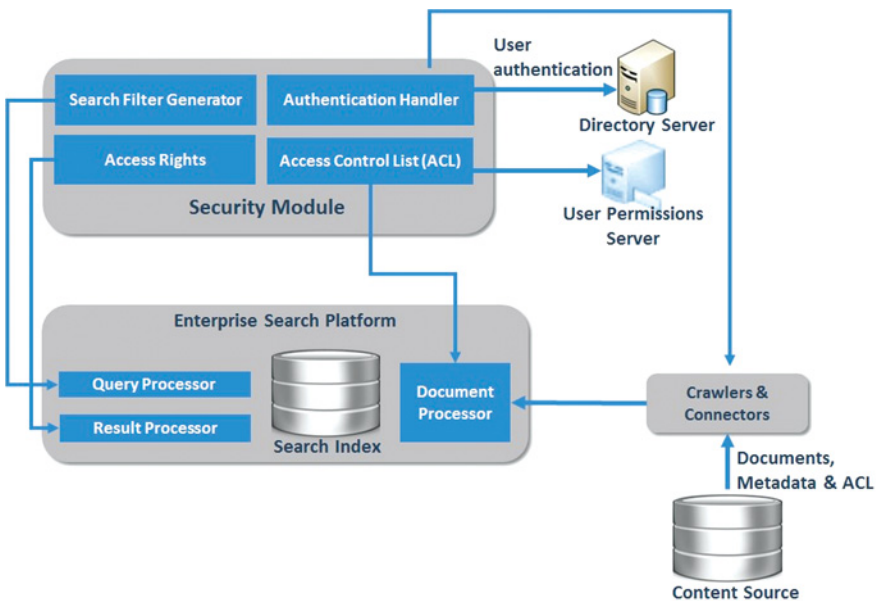 User
authentication
Search Filter Generator
Authentication Handler
Directory Server
Access Rights
Access Control List (ACL)
Security Module
User Permissions
Server
Enterprise Search Platform
Query Processor
Document
Processor
Result Processor
Search Index
Crawlers &
Connectors
Documents,
Metadata & ACL
Content Source